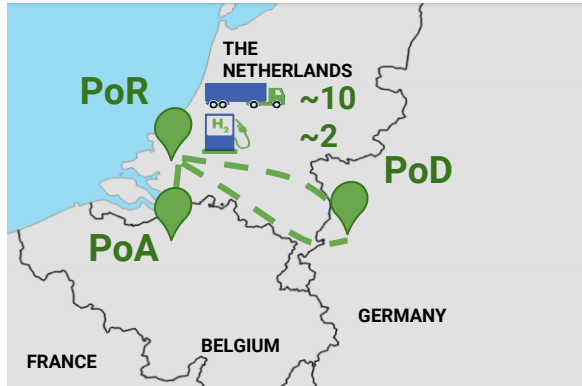 THE
NETHERLANDS
PoR
~10
H2
~2
PoD
PoA
GERMANY
BELGIUM
FRANCE